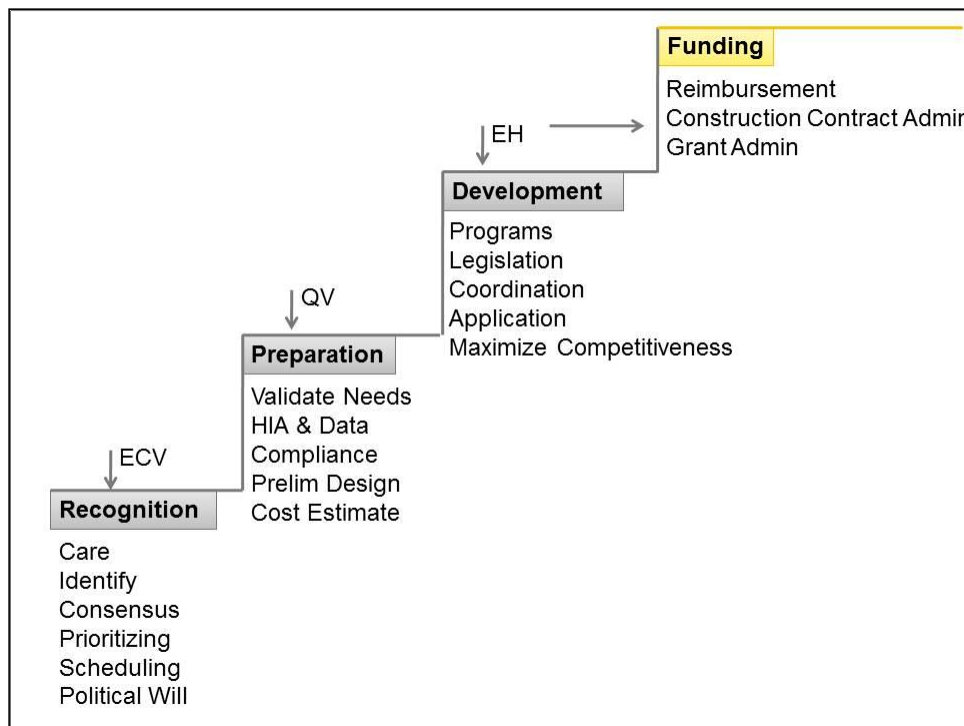 Funding
Reimbursement
Construction Contract Admin
Grant Admin
EH
Development
Programs
Legislation
Coordination
Application
Maximize Competitiveness
QV
Preparation
Validate Needs
HIA & Data
Compliance
Prelim Design
Cost Estimate
ECV
Recognition
Care
Identify
Consensus
Prioritizing
Scheduling
Political Will